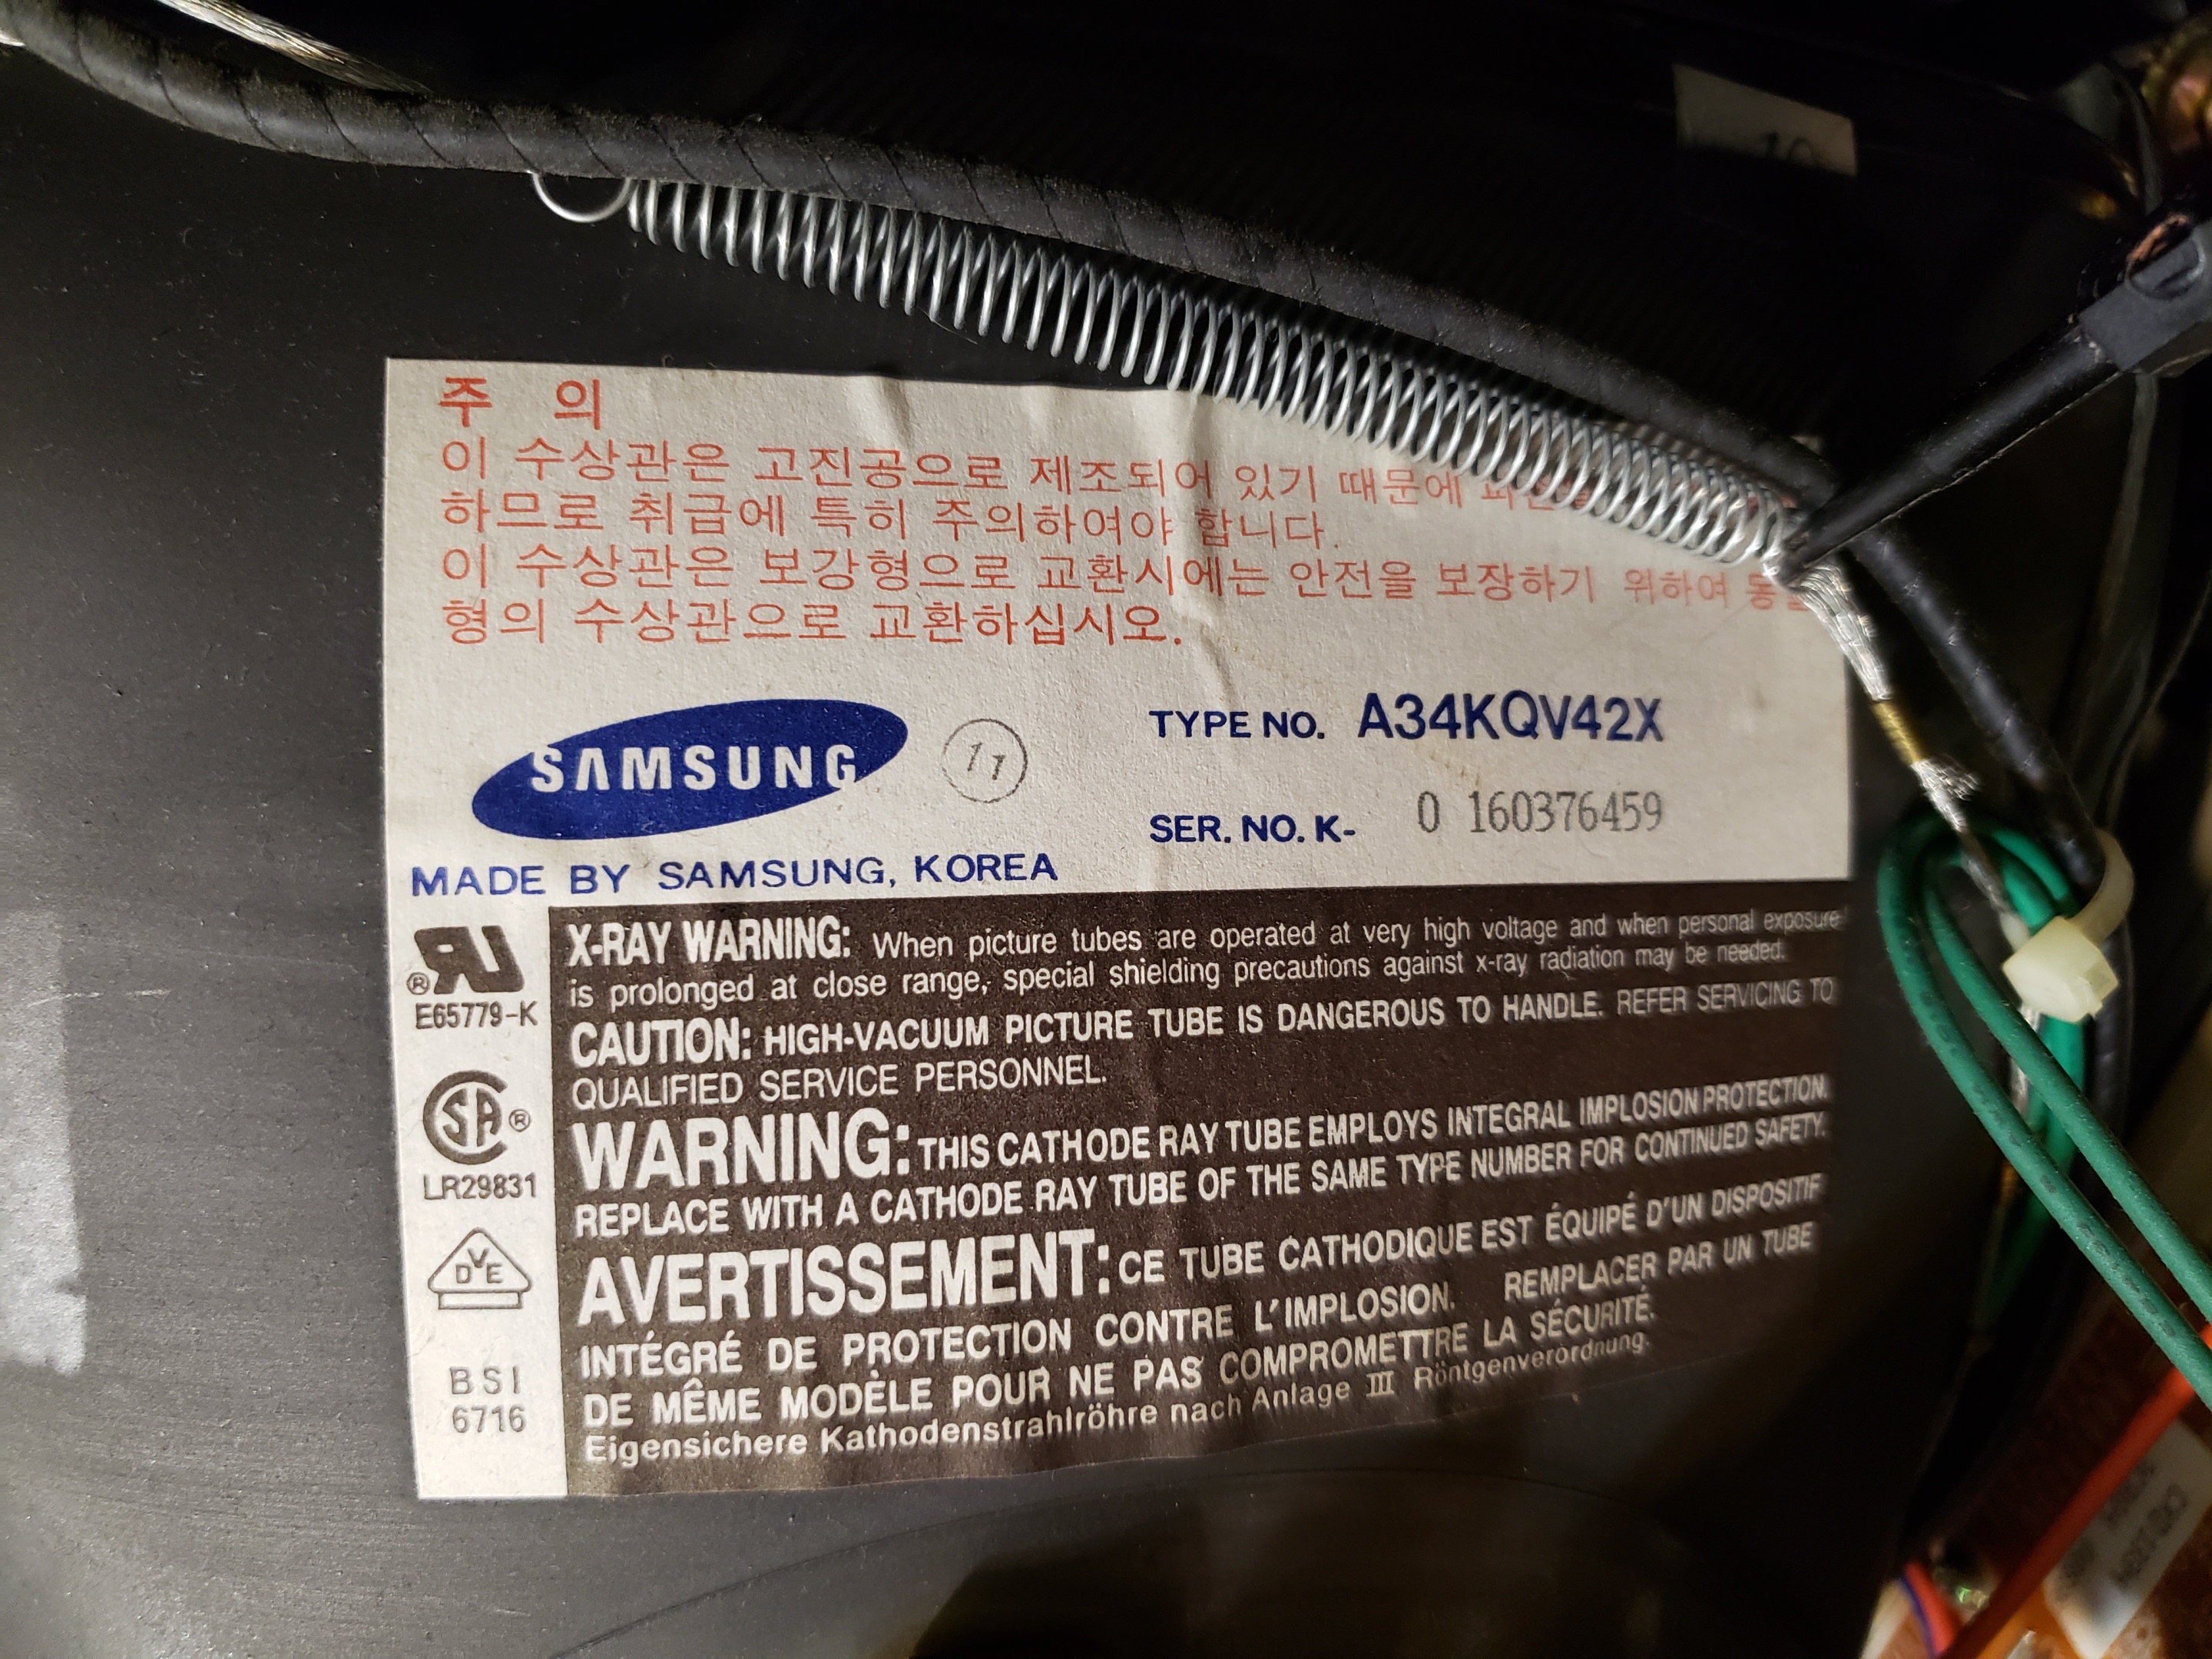 주 의
이 수상관은 고진공으로 제조되어 있기 때문에
하므로 취급에 특히 주의하여야 합니다.
이 수상관은 보강형으로 교환시에는 안전을 보장하기 위하여
형의 수상관으로 교환하십시오.
SAMSUNG
11
TYPE NO. A34KQV42X
SER. NO. K- 0 160376459
MADE BY SAMSUNG, KOREA
®
E65779-K
SA ®
LR29831
DVE
BSI
6716
X-RAY WARNING: When picture tubes are operated at very high voltage and when personal exposure
is prolonged at close range, special shielding precautions against x-ray radiation may be needed.
CAUTION: HIGH-VACUUM PICTURE TUBE IS DANGEROUS TO HANDLE. REFER SERVICING TO
QUALIFIED SERVICE PERSONNEL.
WARNING: THIS CATHODE RAY TUBE EMPLOYS INTEGRAL IMPLOSION PROTECTION.
REPLACE WITH A CATHODE RAY TUBE OF THE SAME TYPE NUMBER FOR CONTINUED SAFETY.
AVERTISSEMENT: CE TUBE CATHODIQUE EST ÉQUIPÉ D'UN DISPOSITIF
INTÉGRÉ DE PROTECTION CONTRE L'IMPLOSION. REMPLACER PAR UN TUBE
DE MÊME MODÈLE POUR NE PAS COMPROMETTRE LA SÉCURITÉ.
Eigensichere Kathodenstrahlröhre nach Anlage III Röntgenverordnung.